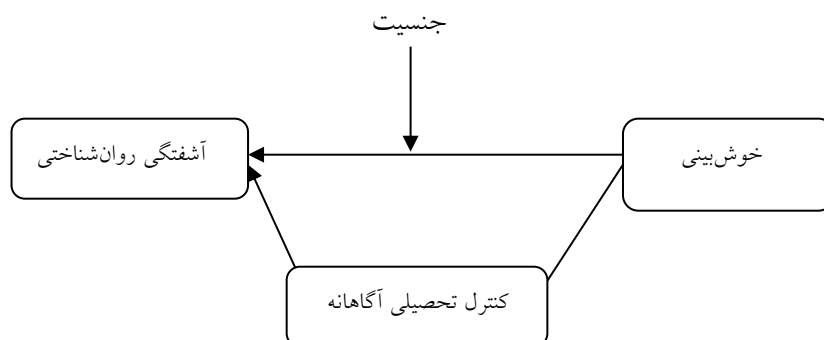 جنسیت
خوش‌بینی
آشفتگی روان‌شناختی
کنترل تحصیلی آگاهانه